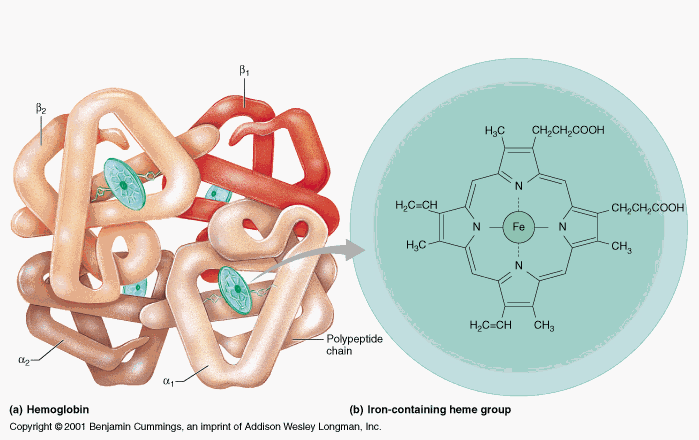 β1
β2
H₃C
CH₂CH₂COOH
N
H₂C=CH
CH₂CH₂COOH
N
Fe
N
H₃C
CH₃
N
H₂C=CH
CH₃
Polypeptide
chain
α2
α1
(a) Hemoglobin
(b) Iron-containing heme group
Copyright © 2001 Benjamin Cummings, an imprint of Addison Wesley Longman, Inc.